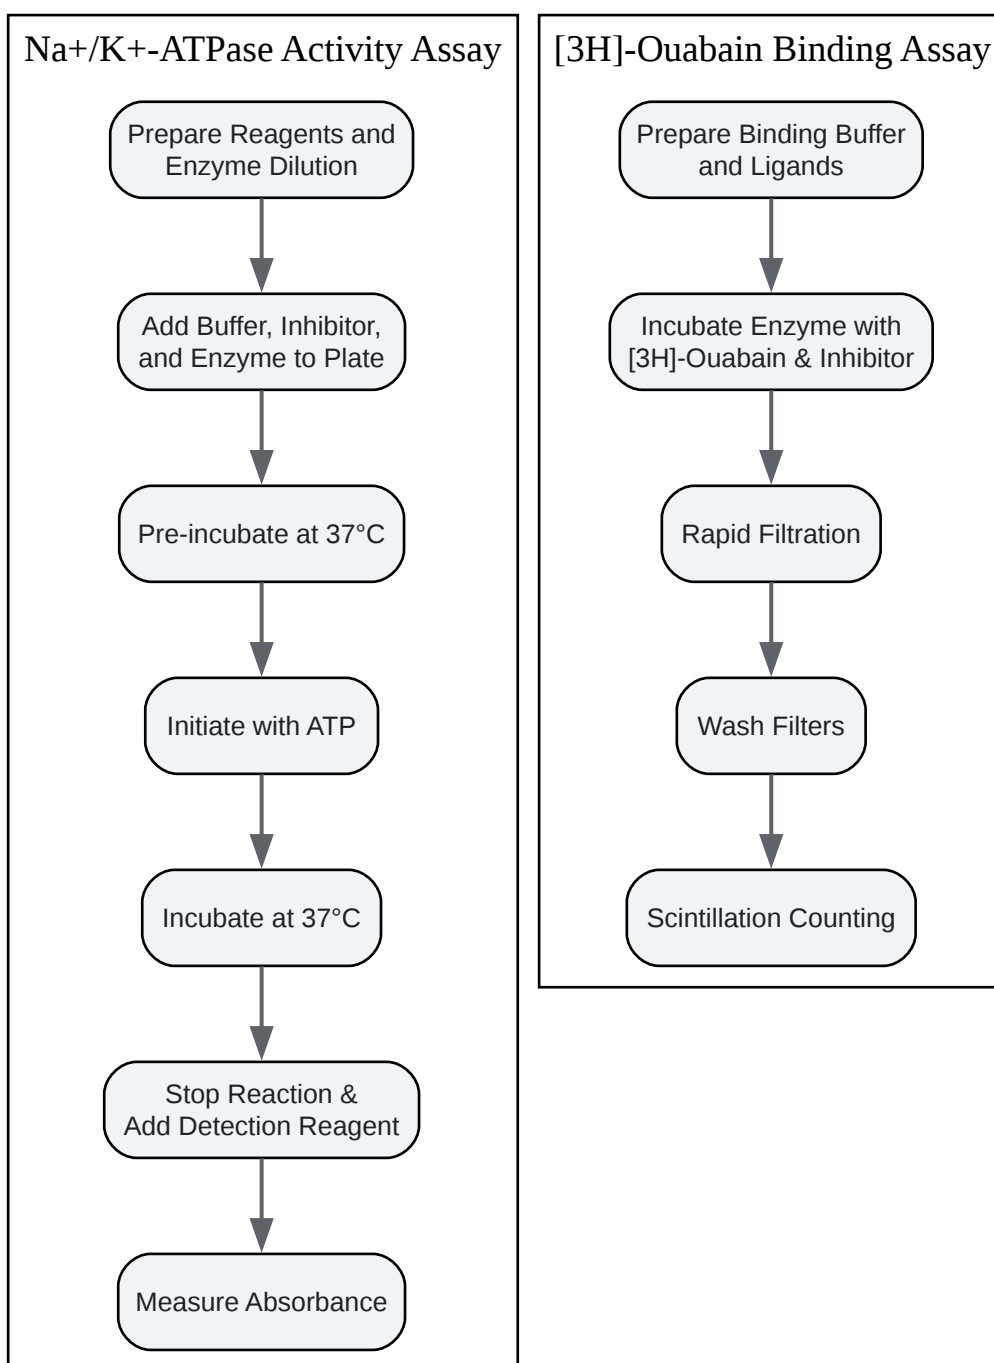 Na+/K+-ATPase Activity Assay
Prepare Reagents and
Enzyme Dilution
Add Buffer, Inhibitor,
and Enzyme to Plate
Pre-incubate at 37°C
Initiate with ATP
Incubate at 37°C
Stop Reaction &
Add Detection Reagent
Measure Absorbance
[3H]-Ouabain Binding Assay
Prepare Binding Buffer
and Ligands
Incubate Enzyme with
[3H]-Ouabain & Inhibitor
Rapid Filtration
Wash Filters
Scintillation Counting